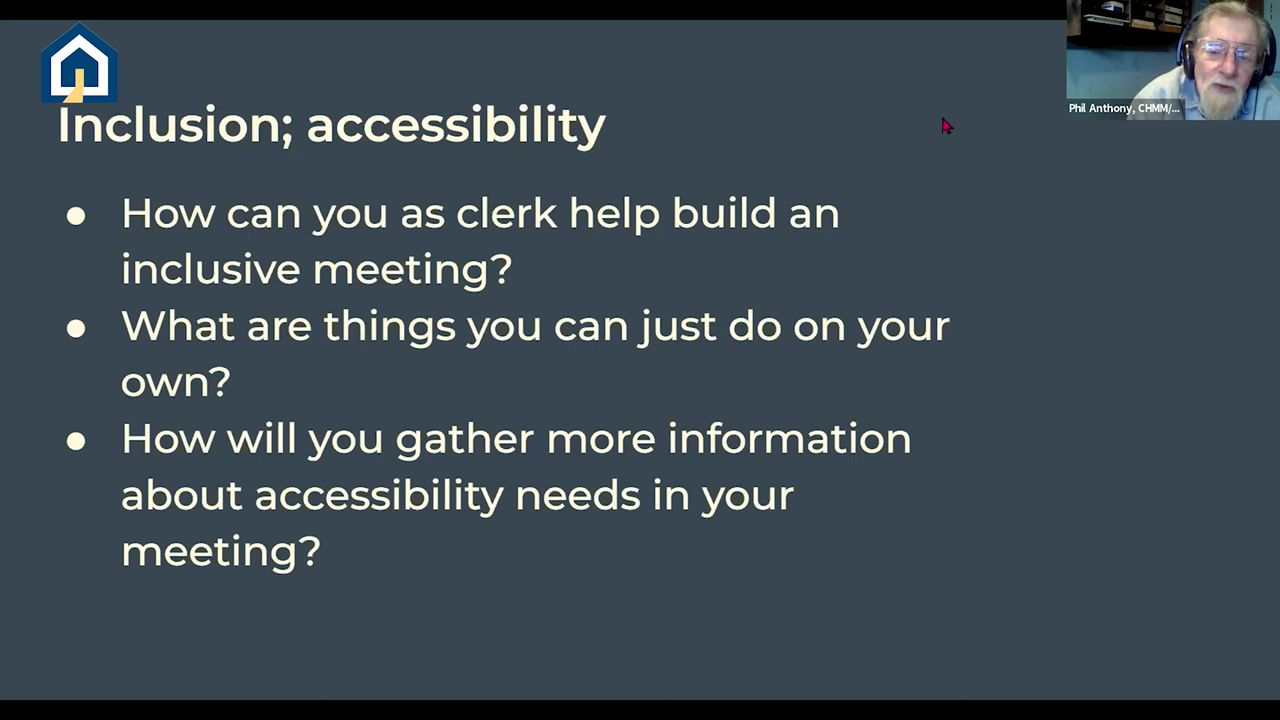 Phil Anthony, CHMM/...
Inclusion; accessibility
● How can you as clerk help build an
inclusive meeting?
● What are things you can just do on your
own?
● How will you gather more information
about accessibility needs in your
meeting?